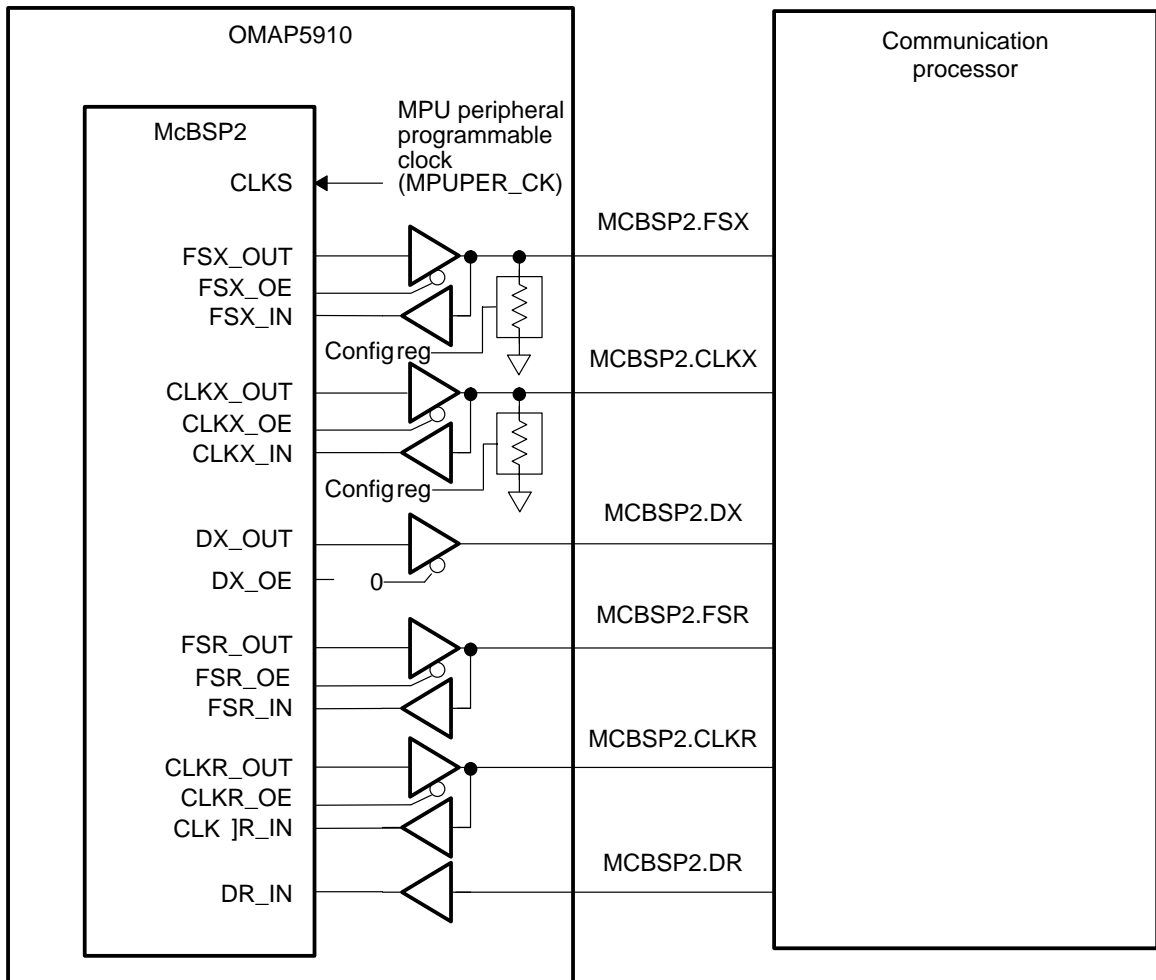 OMAP5910
Communication
processor
McBSP2
MPU peripheral
programmable
clock
(MPUPER_CK)
CLKS
MCBSP2.FSX
FSX_OUT
FSX_OE
FSX_IN
Config reg
MCBSP2.CLKX
CLKX_OUT
CLKX_OE
CLKX_IN
Config reg
MCBSP2.DX
DX_OUT
DX_OE
0
MCBSP2.FSR
FSR_OUT
FSR_OE
FSR_IN
MCBSP2.CLKR
CLKR_OUT
CLKR_OE
CLK ]R_IN
MCBSP2.DR
DR_IN